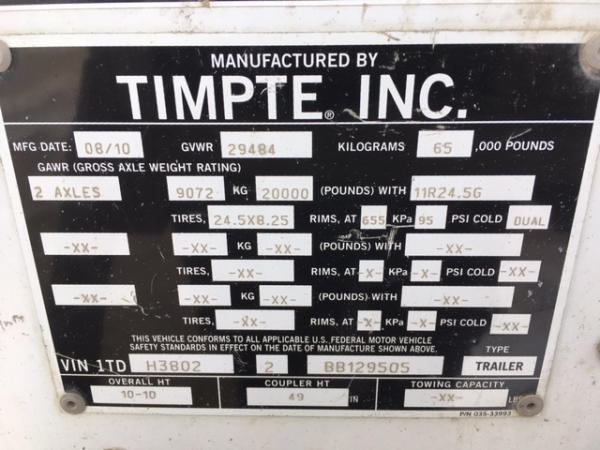 MANUFACTURED BY
TIMPTE® INC.
MFG DATE: 08/10 GVWR 29484 KILOGRAMS 65 ,000 POUNDS
GAWR (GROSS AXLE WEIGHT RATING)
2 AXLES 9072 KG 20000 (POUNDS) WITH 11R24.5G
TIRES, 24.5X8.25 RIMS, AT 655 KPa 95 PSI COLD DUAL
-XX- -XX- KG -XX- (POUNDS) WITH -XX-
TIRES, -XX- RIMS, AT -X- KPa -X- PSI COLD -XX-
-XX- -XX- KG -XX- (POUNDS) WITH -XX-
TIRES, -XX- RIMS, AT -X- KPa -X- PSI COLD -XX-
THIS VEHICLE CONFORMS TO ALL APPLICABLE U.S. FEDERAL MOTOR VEHICLE
SAFETY STANDARDS IN EFFECT ON THE DATE OF MANUFACTURE SHOWN ABOVE. TYPE
VIN 1TD H3802 2 BB129505 TRAILER
OVERALL HT COUPLER HT TOWING CAPACITY
10-10 49 IN -XX- LBS
P/N 035-33993